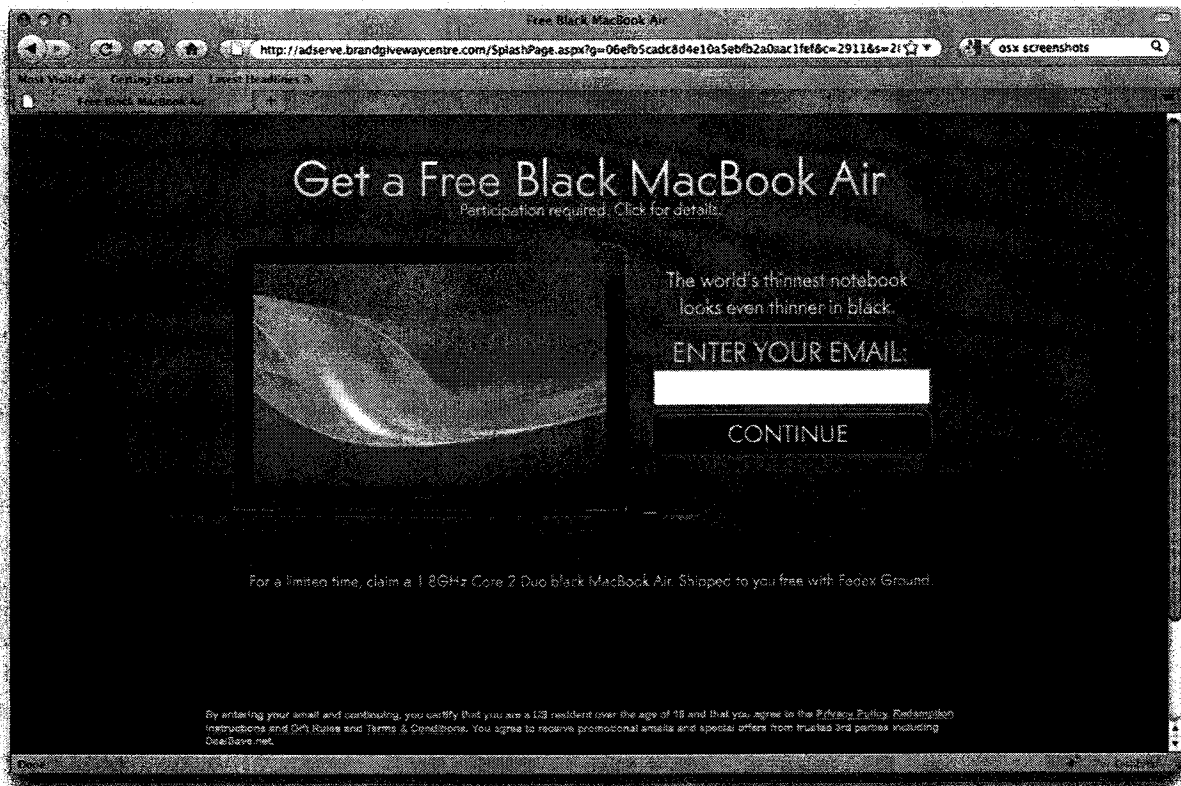 Free Black MacBook Air
http://adserve.brandgivewaycentre.com/SplashPage.aspx?g=06efb5cadc8d4e10a5ebfb2a0aac1fef&c=2911&s=2
osx screenshots
Most Visited Getting Started Latest Headlines
Free Black MacBook Air
Get a Free Black MacBook Air
Participation required. Click for details.
The world's thinnest notebook
looks even thinner in black.
ENTER YOUR EMAIL:
CONTINUE
For a limited time, claim a 1.8GHz Core 2 Duo black MacBook Air. Shipped to you free with Fedex Ground.
By entering your email and continuing, you certify that you are a US resident over the age of 18 and that you agree to the Privacy Policy, Redemption
Instructions and Gift Rules and Terms & Conditions. You agree to receive promotional emails and special offers from trusted 3rd parties including
DealSave.net.
Done